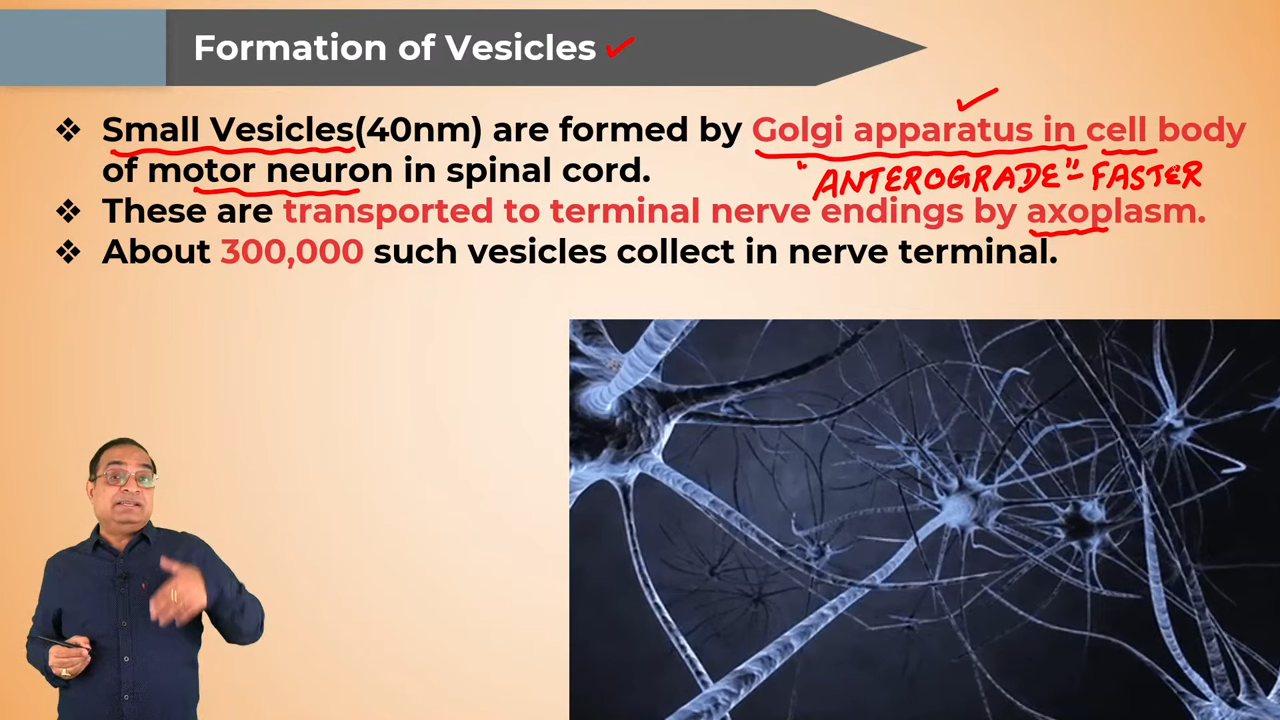 Formation of Vesicles ✓
❖ Small Vesicles(40nm) are formed by Golgi apparatus in cell body
of motor neuron in spinal cord.
"ANTEROGRADE" FASTER
❖ These are transported to terminal nerve endings by axoplasm.
❖ About 300,000 such vesicles collect in nerve terminal.